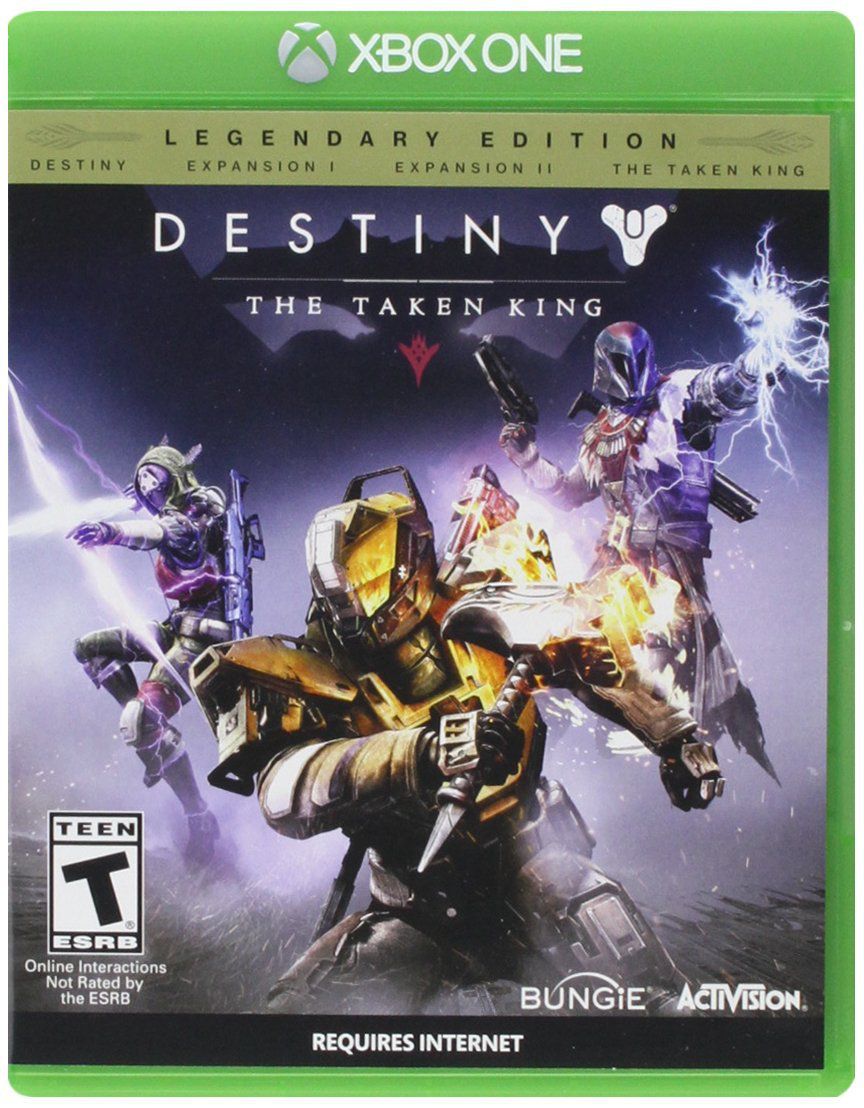 XBOX ONE
LEGENDARY EDITION
DESTINY EXPANSION I EXPANSION II THE TAKEN KING
DESTINY ®
THE TAKEN KING
TEEN
T
®
ESRB
Online Interactions
Not Rated by
the ESRB
BUNGiE ACTIVISION®
REQUIRES INTERNET